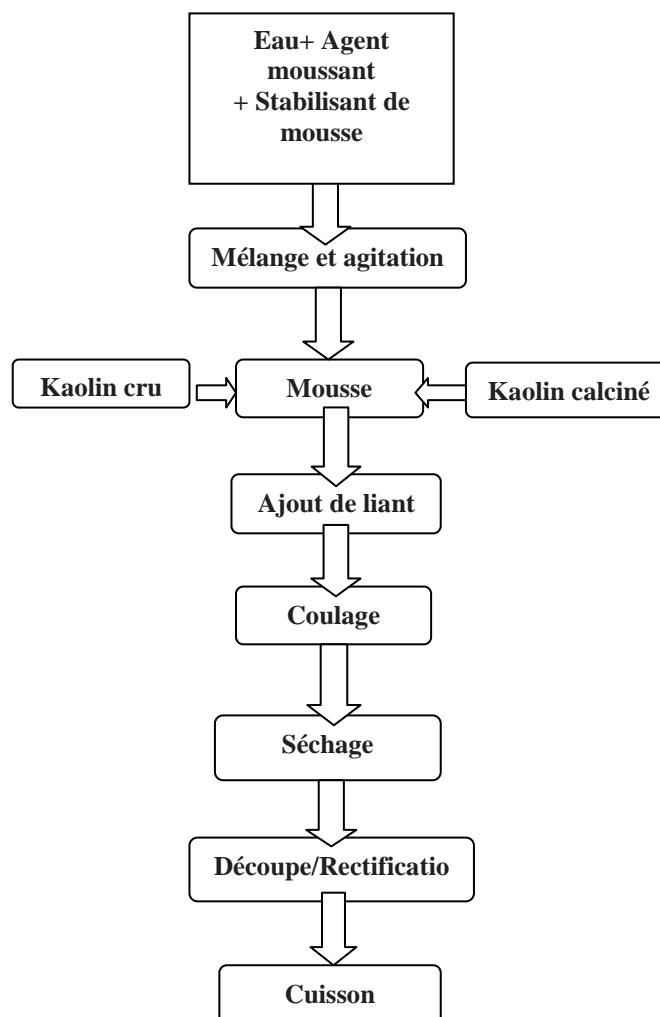 Eau+ Agent
moussant
+ Stabilisant de
mousse
Mélange et agitation
Kaolin cru
Mousse
Kaolin calciné
Ajout de liant
Coulage
Séchage
Découpe/Rectificatio
Cuisson